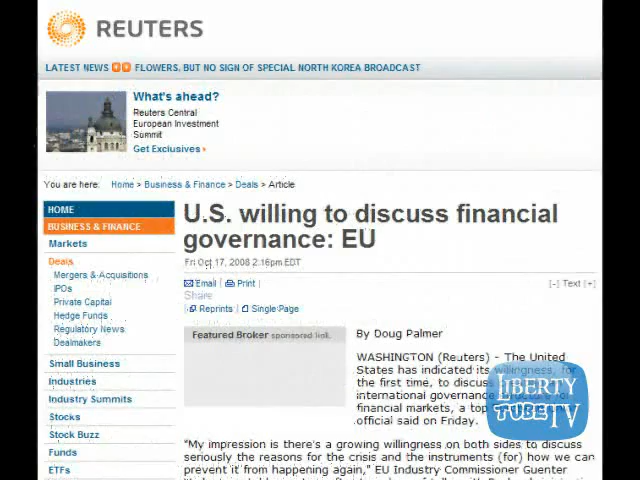 REUTERS
LATEST NEWS FLOWERS, BUT NO SIGN OF SPECIAL NORTH KOREA BROADCAST
What's ahead?
Reuters Central
European Investment
Summit
Get Exclusives
You are here: Home > Business & Finance > Deals > Article
HOME
BUSINESS & FINANCE
Markets
Deals
Mergers & Acquisitions
IPOs
Private Capital
Hedge Funds
Regulatory News
Dealmakers
Small Business
Industries
Industry Summits
Stocks
Stock Buzz
Funds
ETFs
U.S. willing to discuss financial
governance: EU
Fri Oct 17, 2008 2:16pm EDT
Email | Print |
[-] Text [+]
Share
Reprints | Single Page
Featured Broker sponsored link.
By Doug Palmer
WASHINGTON (Reuters) - The United
States has indicated its willingness, for
the first time, to discuss
international governance structure for
financial markets, a top
official said on Friday.
LIBERTY
TUBE TV
"My impression is there's a growing willingness on both sides to discuss
seriously the reasons for the crisis and the instruments (for) how we can
prevent it from happening again," EU Industry Commissioner Guenter